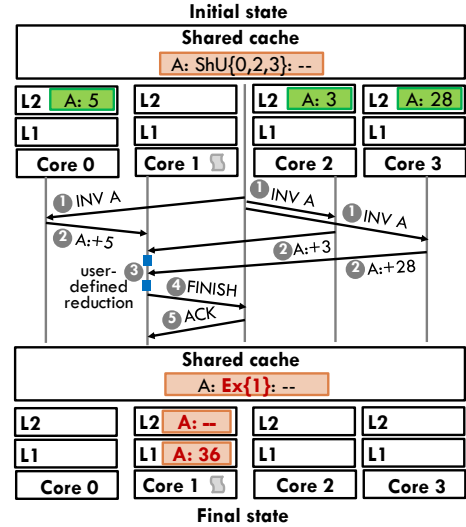 Initial state
Shared cache
A: ShU{0,2,3}: --
L2 A: 5
L2
L2 A: 3
L2 A: 28
L1
L1
L1
L1
Core 0
Core 1
Core 2
Core 3
1 INV A
1 INV A
1 INV A
2 A:+5
2 A:+3
2 A:+28
user-
defined
reduction
3
4 FINISH
5 ACK
Shared cache
A: Ex{1}: --
L2
L2 A: --
L2
L2
L1
L1 A: 36
L1
L1
Core 0
Core 1
Core 2
Core 3
Final state